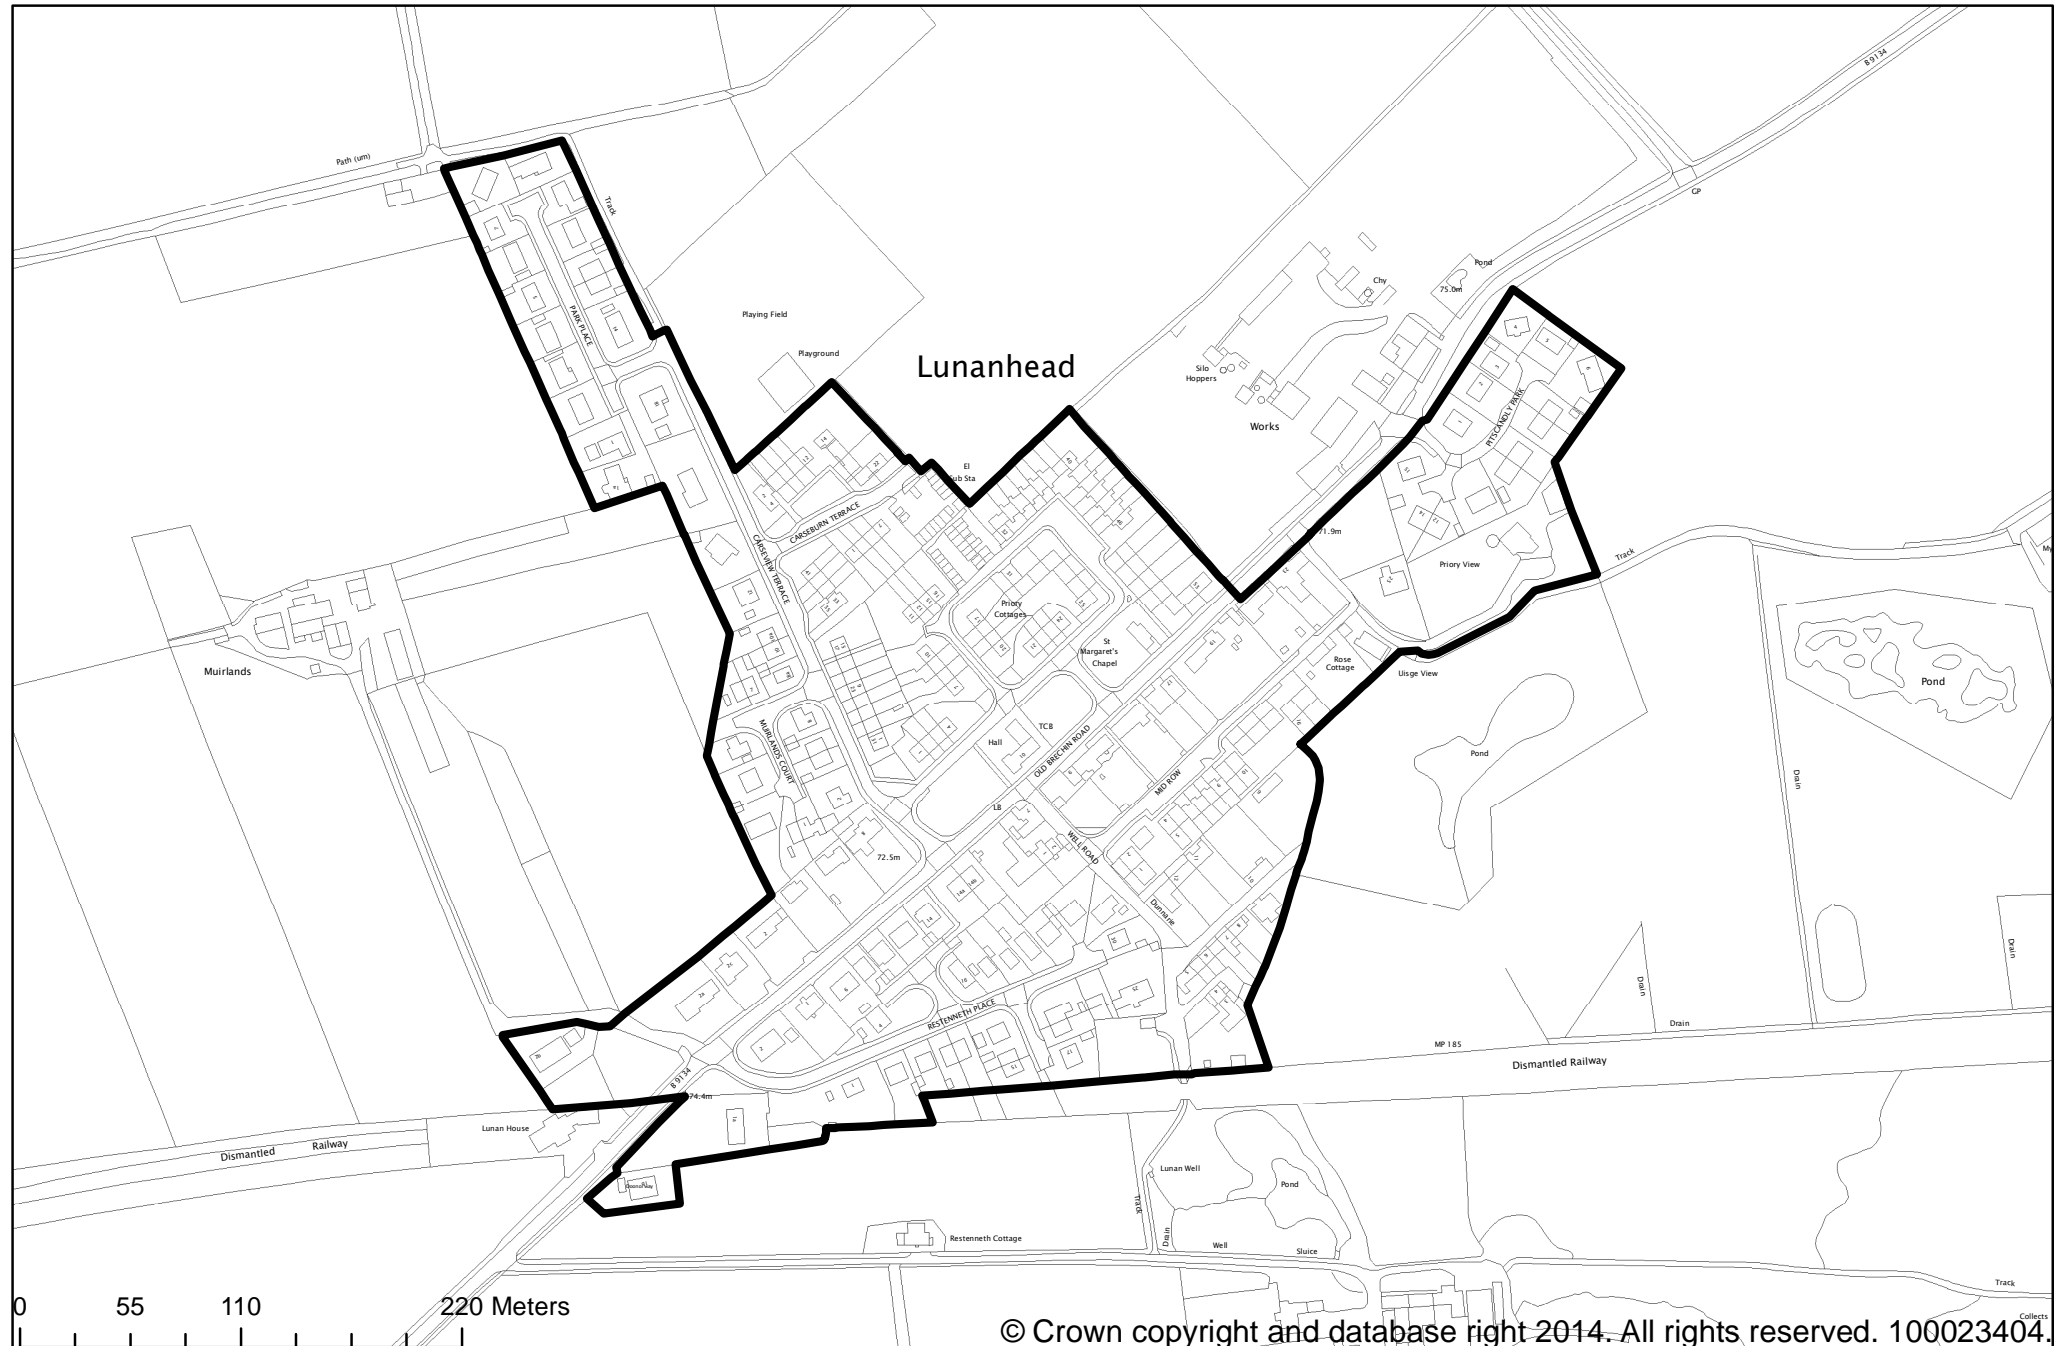 B 9134
Path (um)
GP
Track
Pond
Chy
75.0m
Playing Field
PARK PLACE
Playground
Lunanhead
Silo
Hoppers
Works
PITSCANDLY PARK
El
Sub Sta
CARSEBURN TERRACE
71.9m
Track
CARSEVIEW TERRACE
Priory View
Priory
Cottages
St
Margaret's
Chapel
Rose
Cottage
Uisge View
Muirlands
Pond
MUIRLANDS COURT
TCB
Hall
OLD BRECHIN ROAD
Pond
MID ROW
Drain
LB
WELL ROAD
72.5m
Dunnarie
Drain
Drain
RESTENNETH PLACE
Drain
MP 185
Dismantled Railway
B 9134
74.4m
Lunan House
Dismantled Railway
Lunan Well
Pond
Track
Drain
Restenneth Cottage
Well
Sluice
Track
Collects
0 55 110 220 Meters
© Crown copyright and database right 2014. All rights reserved. 100023404.